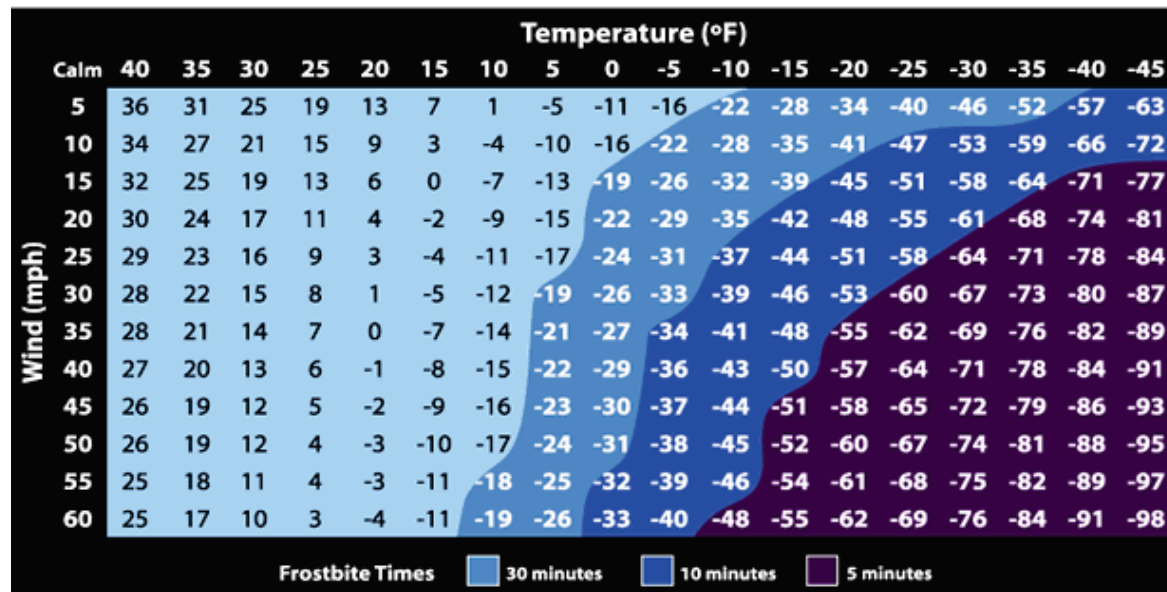 Temperature (ºF)
Calm 40 35 30 25 20 15 10 5 0 -5 -10 -15 -20 -25 -30 -35 -40 -45
5 36 31 25 19 13 7 1 -5 -11 -16 -22 -28 -34 -40 -46 -52 -57 -63
10 34 27 21 15 9 3 -4 -10 -16 -22 -28 -35 -41 -47 -53 -59 -66 -72
15 32 25 19 13 6 0 -7 -13 -19 -26 -32 -39 -45 -51 -58 -64 -71 -77
20 30 24 17 11 4 -2 -9 -15 -22 -29 -35 -42 -48 -55 -61 -68 -74 -81
25 29 23 16 9 3 -4 -11 -17 -24 -31 -37 -44 -51 -58 -64 -71 -78 -84
30 28 22 15 8 1 -5 -12 -19 -26 -33 -39 -46 -53 -60 -67 -73 -80 -87
35 28 21 14 7 0 -7 -14 -21 -27 -34 -41 -48 -55 -62 -69 -76 -82 -89
40 27 20 13 6 -1 -8 -15 -22 -29 -36 -43 -50 -57 -64 -71 -78 -84 -91
45 26 19 12 5 -2 -9 -16 -23 -30 -37 -44 -51 -58 -65 -72 -79 -86 -93
50 26 19 12 4 -3 -10 -17 -24 -31 -38 -45 -52 -60 -67 -74 -81 -88 -95
55 25 18 11 4 -3 -11 -18 -25 -32 -39 -46 -54 -61 -68 -75 -82 -89 -97
60 25 17 10 3 -4 -11 -19 -26 -33 -40 -48 -55 -62 -69 -76 -84 -91 -98
Wind (mph)
Frostbite Times 30 minutes 10 minutes 5 minutes